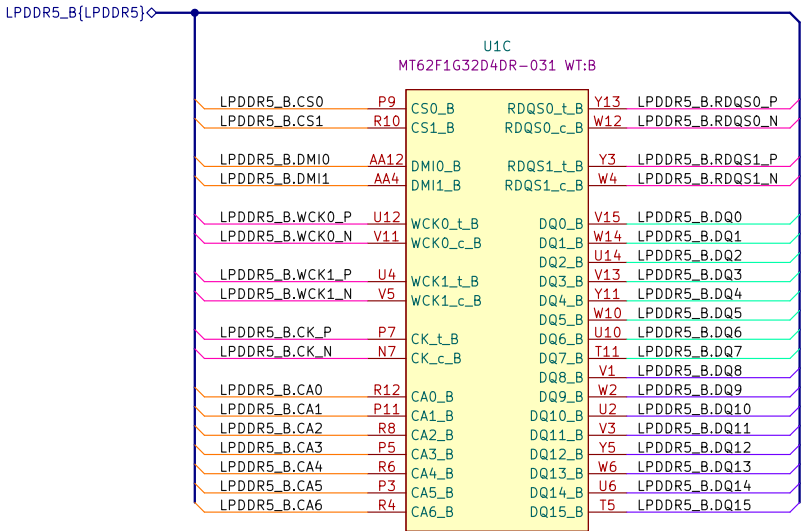 LPDDR5_B{LPDDR5}
U1C
MT62F1G32D4DR-031 WT:B
LPDDR5_B.CS0 P9 CS0_B RDQS0_t_B Y13 LPDDR5_B.RDQS0_P
LPDDR5_B.CS1 R10 CS1_B RDQS0_c_B W12 LPDDR5_B.RDQS0_N
LPDDR5_B.DMI0 AA12 DMI0_B RDQS1_t_B Y3 LPDDR5_B.RDQS1_P
LPDDR5_B.DMI1 AA4 DMI1_B RDQS1_c_B W4 LPDDR5_B.RDQS1_N
LPDDR5_B.WCK0_P U12 WCK0_t_B DQ0_B V15 LPDDR5_B.DQ0
LPDDR5_B.WCK0_N V11 WCK0_c_B DQ1_B W14 LPDDR5_B.DQ1
DQ2_B U14 LPDDR5_B.DQ2
LPDDR5_B.WCK1_P U4 WCK1_t_B DQ3_B V13 LPDDR5_B.DQ3
LPDDR5_B.WCK1_N V5 WCK1_c_B DQ4_B Y11 LPDDR5_B.DQ4
DQ5_B W10 LPDDR5_B.DQ5
LPDDR5_B.CK_P P7 CK_t_B DQ6_B U10 LPDDR5_B.DQ6
LPDDR5_B.CK_N N7 CK_c_B DQ7_B T11 LPDDR5_B.DQ7
DQ8_B V1 LPDDR5_B.DQ8
LPDDR5_B.CA0 R12 CA0_B DQ9_B W2 LPDDR5_B.DQ9
LPDDR5_B.CA1 P11 CA1_B DQ10_B U2 LPDDR5_B.DQ10
LPDDR5_B.CA2 R8 CA2_B DQ11_B V3 LPDDR5_B.DQ11
LPDDR5_B.CA3 P5 CA3_B DQ12_B Y5 LPDDR5_B.DQ12
LPDDR5_B.CA4 R6 CA4_B DQ13_B W6 LPDDR5_B.DQ13
LPDDR5_B.CA5 P3 CA5_B DQ14_B U6 LPDDR5_B.DQ14
LPDDR5_B.CA6 R4 CA6_B DQ15_B T5 LPDDR5_B.DQ15